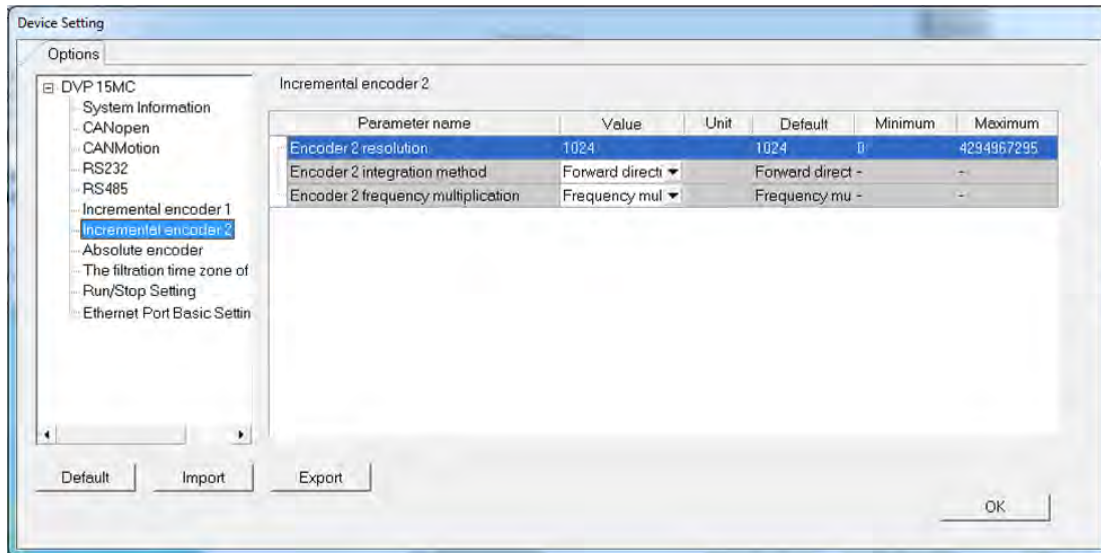 Device Setting
Options
DVP 15MC
System Information
CANopen
CANMotion
RS232
RS485
Incremental encoder 1
Incremental encoder 2
Absolute encoder
The filtration time zone of
Run/Stop Setting
Ethernet Port Basic Settin
Incremental encoder 2
Parameter name Value Unit Default Minimum Maximum
Encoder 2 resolution 1024 1024 0 4294967295
Encoder 2 integration method Forward directi Forward direct - -
Encoder 2 frequency multiplication Frequency mul Frequency mu - -
Default Import Export
OK